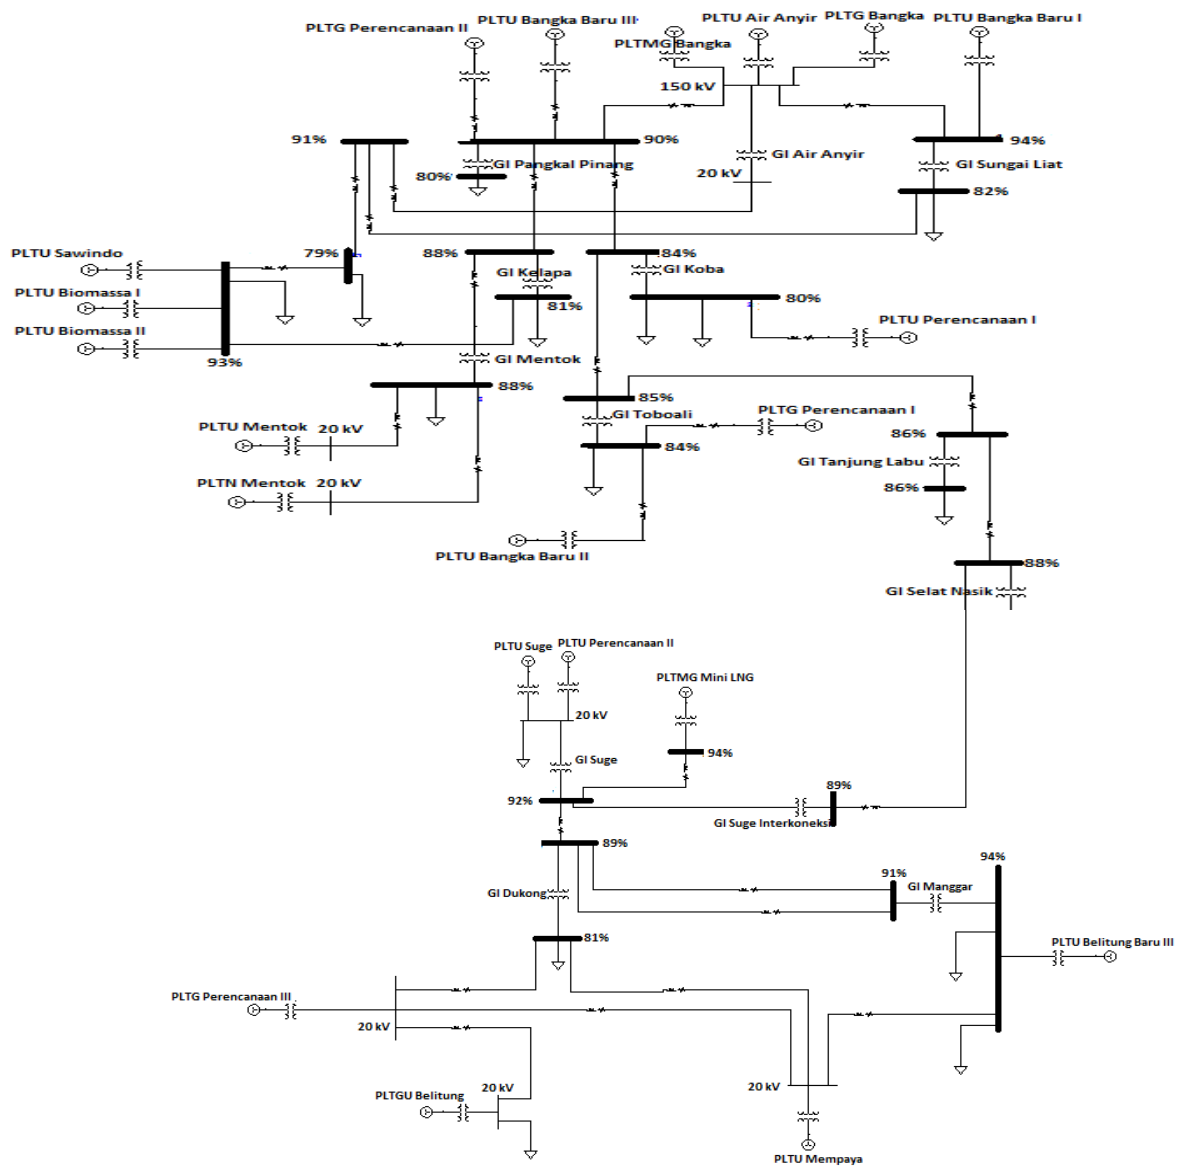 PLTG Perencanaan II
PLTU Bangka Baru III
PLTMG Bangka
PLTU Air Anyir
PLTG Bangka
PLTU Bangka Baru I
150 kV
91%
90%
94%
GI Pangkal Pinang
GI Air Anyir
GI Sungai Liat
80%
20 kV
82%
PLTU Sawindo
79%
88%
84%
GI Kelapa
GI Koba
PLTU Biomassa I
81%
80%
PLTU Biomassa II
PLTU Perencanaan I
93%
GI Mentok
88%
85%
PLTU Mentok
20 kV
GI Toboali
PLTG Perencanaan I
84%
86%
GI Tanjung Labu
PLTN Mentok
20 kV
86%
PLTU Bangka Baru II
88%
GI Selat Nasik
PLTU Suge
PLTU Perencanaan II
PLTMG Mini LNG
20 kV
GI Suge
94%
92%
89%
GI Suge Interkoneksi
89%
94%
91%
GI Dukong
GI Manggar
81%
PLTU Belitung Baru III
PLTG Perencanaan III
20 kV
20 kV
20 kV
PLTGU Belitung
PLTU Mempaya